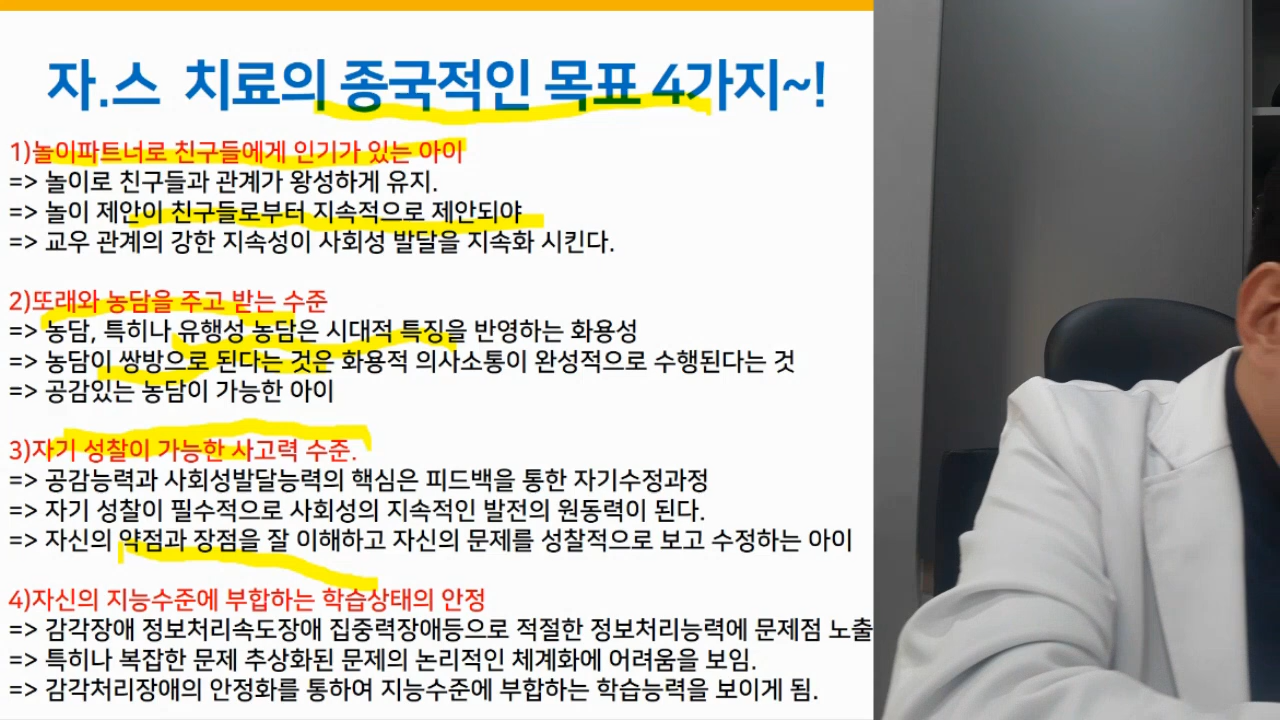 자.스 치료의 종국적인 목표 4가지~!
1)놀이파트너로 친구들에게 인기가 있는 아이
=> 놀이로 친구들과 관계가 왕성하게 유지.
=> 놀이 제안이 친구들로부터 지속적으로 제안되야
=> 교우 관계의 강한 지속성이 사회성 발달을 지속화 시킨다.
2)또래와 농담을 주고 받는 수준
=> 농담, 특히나 유행성 농담은 시대적 특징을 반영하는 화용성
=> 농담이 쌍방으로 된다는 것은 화용적 의사소통이 완성적으로 수행된다는 것
=> 공감있는 농담이 가능한 아이
3)자기 성찰이 가능한 사고력 수준.
=> 공감능력과 사회성발달능력의 핵심은 피드백을 통한 자기수정과정
=> 자기 성찰이 필수적으로 사회성의 지속적인 발전의 원동력이 된다.
=> 자신의 약점과 장점을 잘 이해하고 자신의 문제를 성찰적으로 보고 수정하는 아이
4)자신의 지능수준에 부합하는 학습상태의 안정
=> 감각장애 정보처리속도장애 집중력장애등으로 적절한 정보처리능력에 문제점 노출
=> 특히나 복잡한 문제 추상화된 문제의 논리적인 체계화에 어려움을 보임.
=> 감각처리장애의 안정화를 통하여 지능수준에 부합하는 학습능력을 보이게 됨.